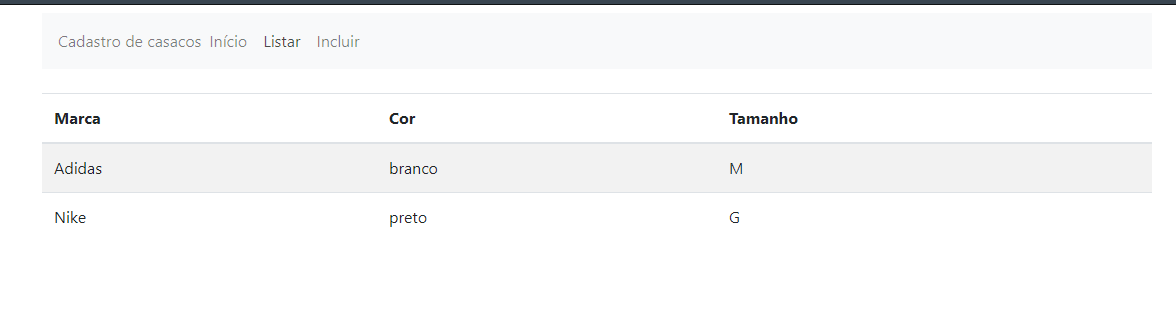 Cadastro de casacos Início Listar Incluir
Marca Cor Tamanho
Adidas branco M
Nike preto G